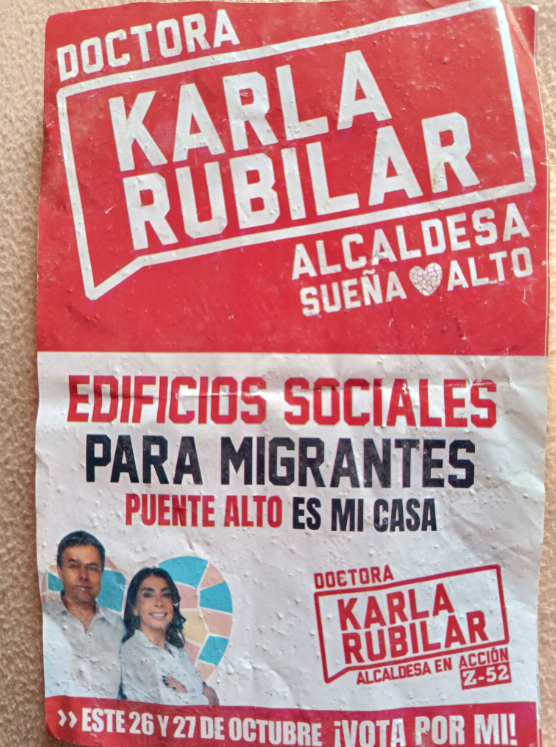 DOCTORA
KARLA
RUBILAR
ALCALDESA
SUEÑA ALTO
EDIFICIOS SOCIALES
PARA MIGRANTES
PUENTE ALTO ES MI CASA
DOCTORA
KARLA
RUBILAR
ALCALDESA EN ACCIÓN
Z-52
>> ESTE 26 Y 27 DE OCTUBRE ¡VOTA POR MI!